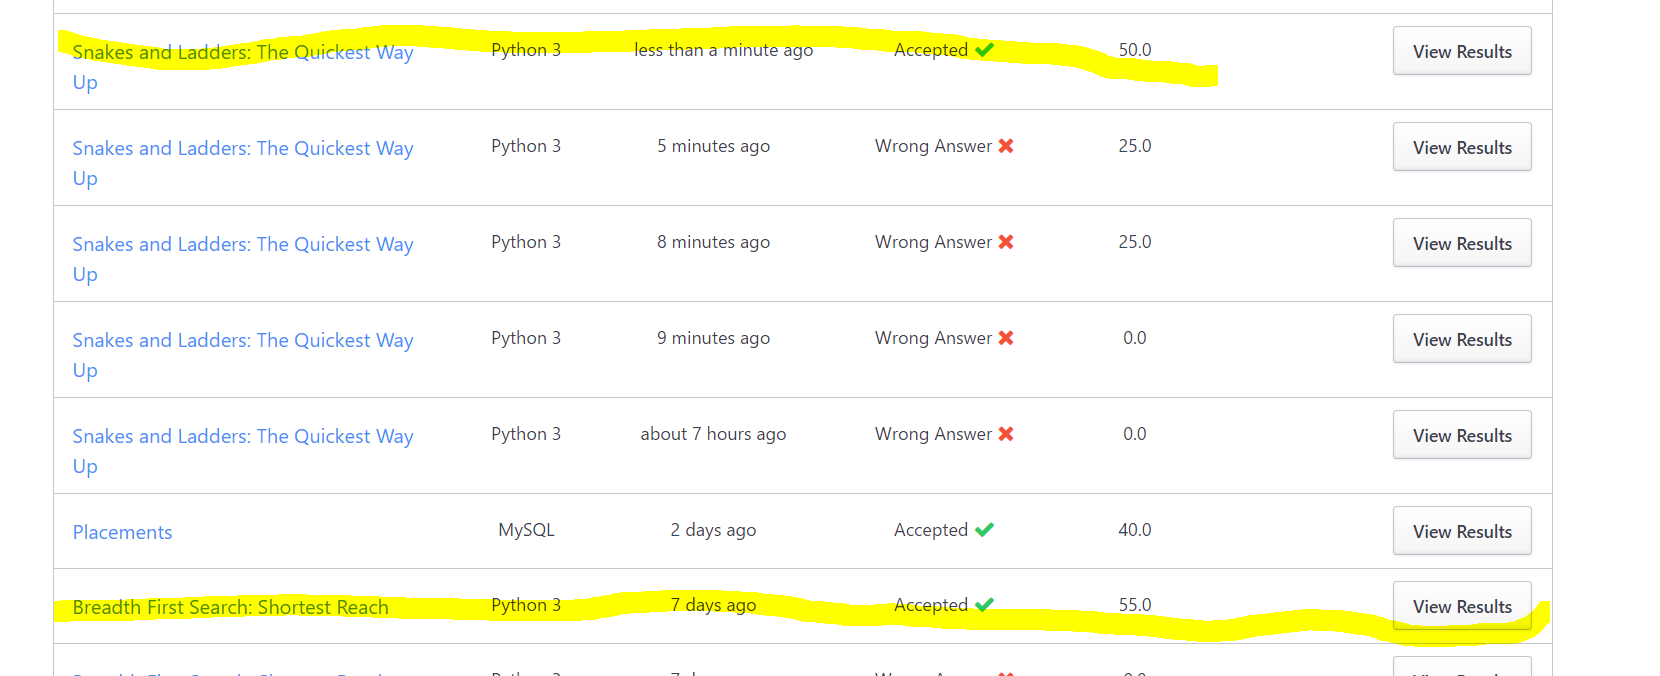 Snakes and Ladders: The Quickest Way Python 3 less than a minute ago Accepted 50.0 View Results
Up
Snakes and Ladders: The Quickest Way Python 3 5 minutes ago Wrong Answer 25.0 View Results
Up
Snakes and Ladders: The Quickest Way Python 3 8 minutes ago Wrong Answer 25.0 View Results
Up
Snakes and Ladders: The Quickest Way Python 3 9 minutes ago Wrong Answer 0.0 View Results
Up
Snakes and Ladders: The Quickest Way Python 3 about 7 hours ago Wrong Answer 0.0 View Results
Up
Placements MySQL 2 days ago Accepted 40.0 View Results
Breadth First Search: Shortest Reach Python 3 7 days ago Accepted 55.0 View Results